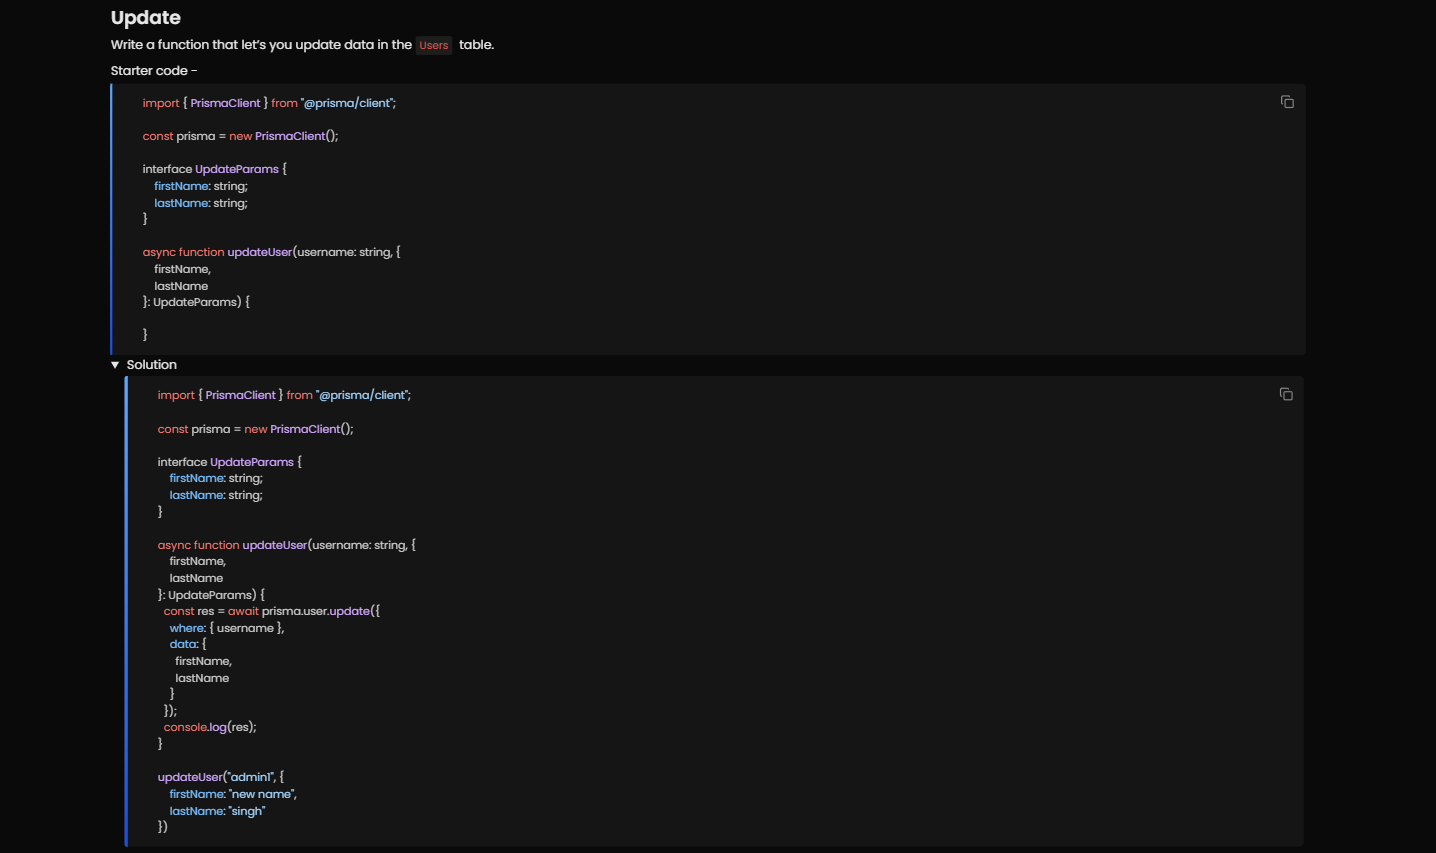 Update
Write a function that let's you update data in the Users table.
Starter code -
import { PrismaClient } from "@prisma/client";
const prisma = new PrismaClient();
interface UpdateParams {
firstName: string;
lastName: string;
}
async function updateUser(username: string, {
firstName,
lastName
}: UpdateParams) {
}
▼ Solution
import { PrismaClient } from "@prisma/client";
const prisma = new PrismaClient();
interface UpdateParams {
firstName: string;
lastName: string;
}
async function updateUser(username: string, {
firstName,
lastName
}: UpdateParams) {
const res = await prisma.user.update({
where: { username },
data: {
firstName,
lastName
}
});
console.log(res);
}
updateUser("admin1", {
firstName: "new name",
lastName: "singh"
})